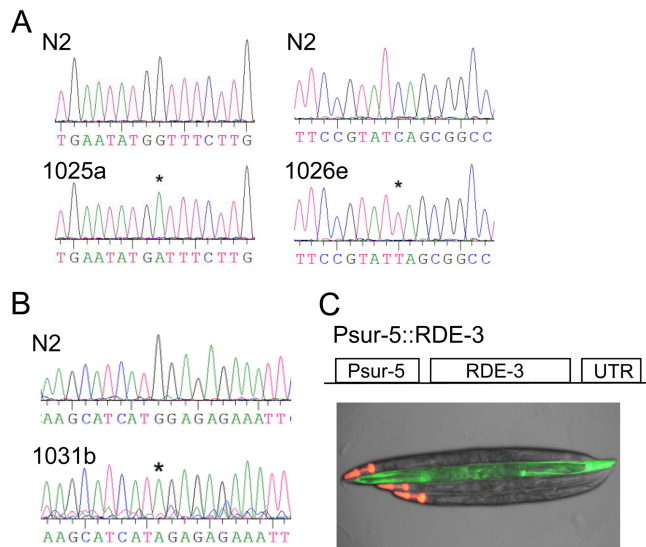 A
N2
N2
TGAATATGGTTTCTTG
TTCCGTATCAGCGGCC
1025a
*
1026e
*
TGAATATGATTTCTTG
TTCCGTATTAGCGGCC
B
N2
AAGCATCATGGAGAGAAATTC
1031b
*
AAGCATCATAGAGAGAAATT
C
Psur-5::RDE-3
Psur-5 RDE-3 UTR